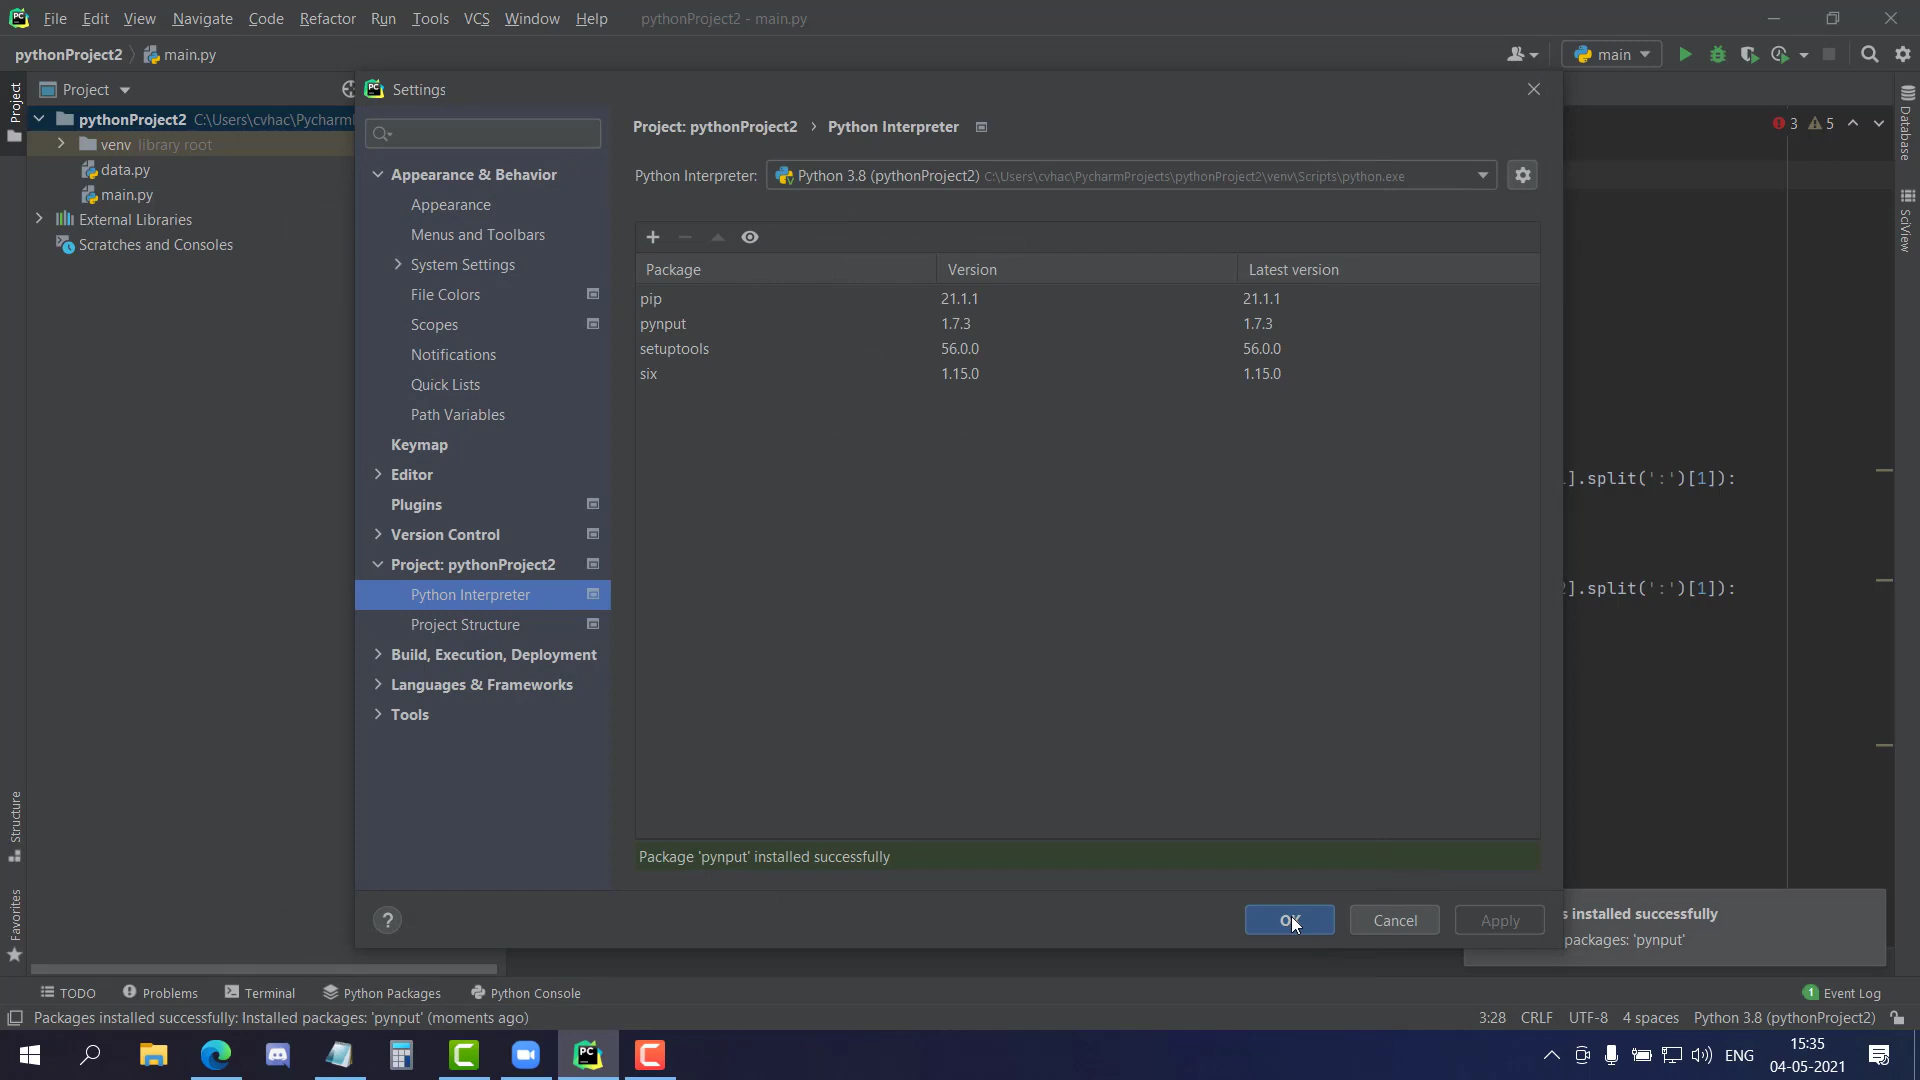 File Edit View Navigate Code Refactor Run Tools VCS Window Help pythonProject2 - main.py
pythonProject2 main.py
main
Project
Project
pythonProject2 C:\Users\cvhac\Pycharm
venv library root
data.py
main.py
External Libraries
Scratches and Consoles
Structure
Favorites
PC Settings
Appearance & Behavior
Appearance
Menus and Toolbars
System Settings
File Colors
Scopes
Notifications
Quick Lists
Path Variables
Keymap
Editor
Plugins
Version Control
Project: pythonProject2
Python Interpreter
Project Structure
Build, Execution, Deployment
Languages & Frameworks
Tools
Project: pythonProject2 › Python Interpreter
Python Interpreter: Python 3.8 (pythonProject2) C:\Users\cvhac\PycharmProjects\pythonProject2\venv\Scripts\python.exe
Package Version Latest version
pip 21.1.1 21.1.1
pynput 1.7.3 1.7.3
setuptools 56.0.0 56.0.0
six 1.15.0 1.15.0
Package 'pynput' installed successfully
? OK Cancel Apply
3 5
].split(':')[1]):
].split(':')[1]):
Database
SciView
s installed successfully
packages: 'pynput'
TODO Problems Terminal Python Packages Python Console 1 Event Log
Packages installed successfully: Installed packages: 'pynput' (moments ago) 3:28 CRLF UTF-8 4 spaces Python 3.8 (pythonProject2)
PC
ENG
15:35
04-05-2021